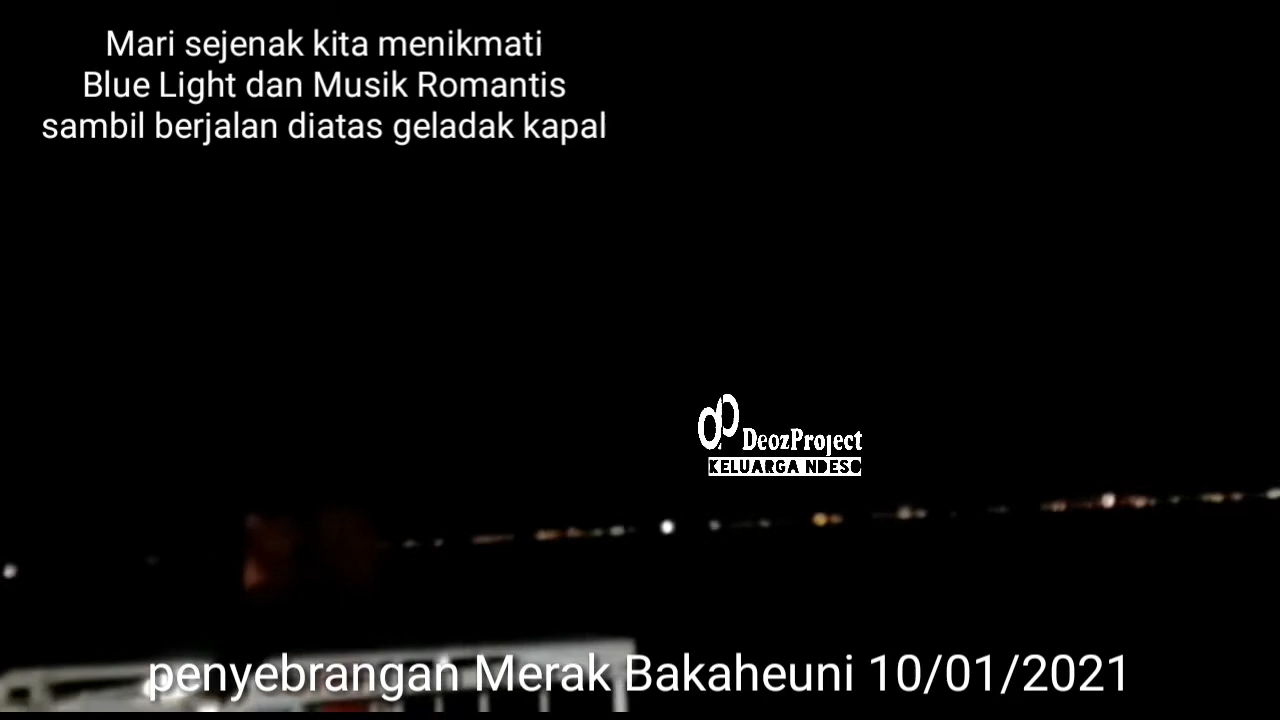 Mari sejenak kita menikmati
Blue Light dan Musik Romantis
sambil berjalan diatas geladak kapal
DeozProject
KELUARGA NDESO
penyebrangan Merak Bakaheuni 10/01/2021